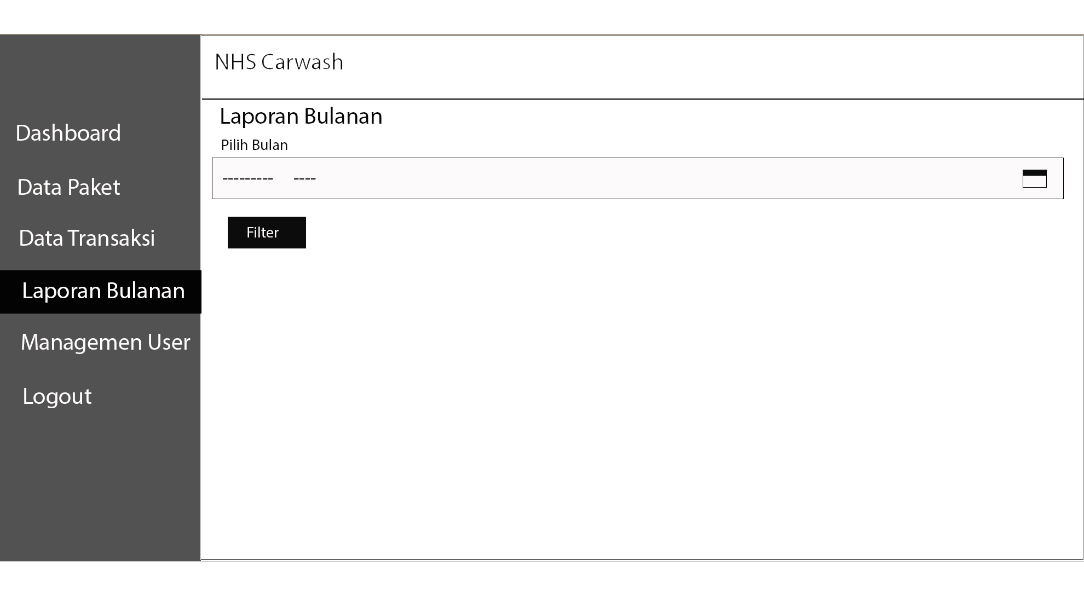 NHS Carwash
Dashboard
Data Paket
Data Transaksi
Laporan Bulanan
Managemen User
Logout
Laporan Bulanan
Pilih Bulan
--------- ----
Filter